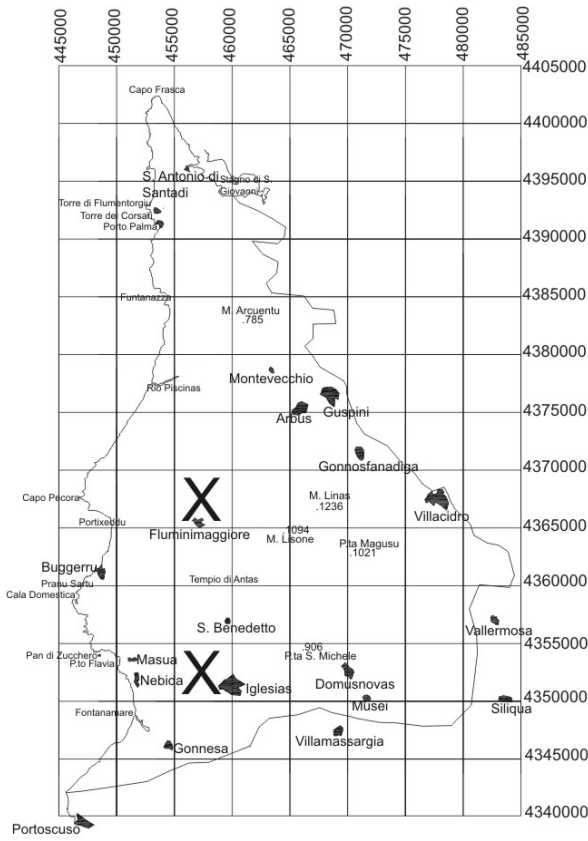 445000
450000
455000
460000
465000
470000
475000
480000
485000
4405000
Capo Frasca
4400000
S. Antonio di
Santadi
Stagno di S.
Giovanni
4395000
Torre di Flumentorgiu
Torre dei Corsari
Porto Palma
4390000
Funtanazza
4385000
M. Arcuentu
.785
4380000
Montevecchio
Rio Piscinas
4375000
Arbus
Guspini
Gonnosfanadiga
4370000
Capo Pecora
X
M. Linas
.1236
Villacidro
Portixeddu
4365000
Fluminimaggiore
.1094
M. Lisone
P.ta Magusu
.1021
Buggerru
Tempio di Antas
4360000
Pranu Sartu
Cala Domestica
S. Benedetto
Vallermosa
4355000
.906
P.ta S. Michele
Pan di Zucchero
P.to Flavia
Masua
X
Nebida
Iglesias
Domusnovas
4350000
Musei
Siliqua
Fontanamare
Gonnesa
Villamassargia
4345000
4340000
Portoscuso